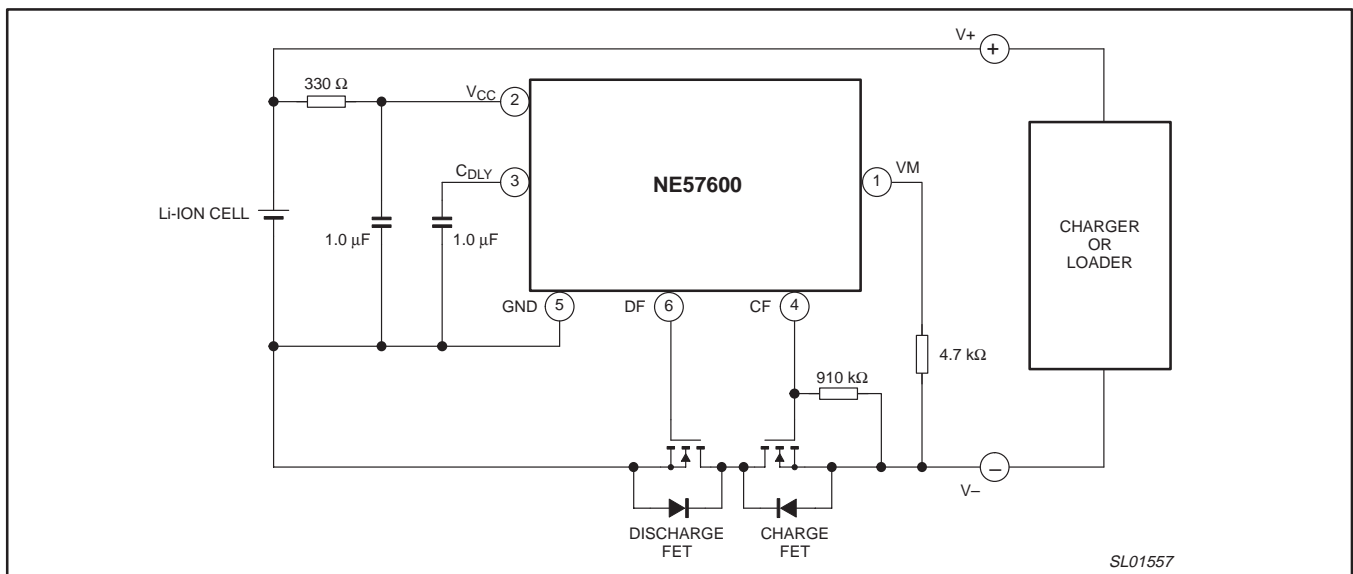 V+
+
330 Ω
VCC
2
CDLY
3
NE57600
1
VM
Li-ION CELL
1.0 μF
1.0 μF
CHARGER
OR
LOADER
GND
5
DF
6
CF
4
4.7 kΩ
910 kΩ
–
V–
DISCHARGE
FET
CHARGE
FET
SL01557